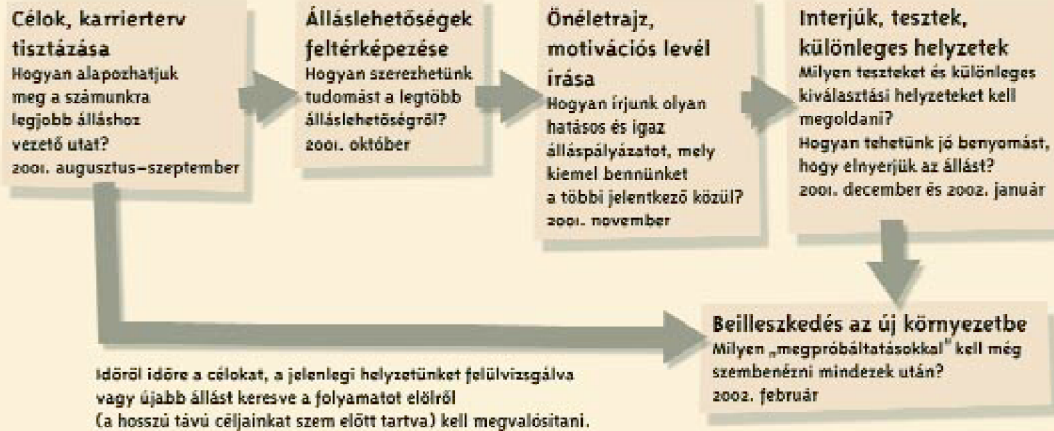 Célok, karrierterv
tisztázása
Hogyan alapozhatjuk
meg a számunkra
legjobb álláshoz
vezető utat?
2001. augusztus–szeptember
Álláslehetőségek
feltérképezése
Hogyan szerezhetünk
tudomást a legtöbb
álláslehetőségről?
2001. október
Önéletrajz,
motivációs levél
írása
Hogyan írjunk olyan
hatásos és igaz
álláspályázatot, mely
kiemel bennünket
a többi jelentkező közül?
2001. november
Interjúk, tesztek,
különleges helyzetek
Milyen teszteket és különleges
kiválasztási helyzeteket kell
megoldani?
Hogyan tehetünk jó benyomást,
hogy elnyerjük az állást?
2001. december és 2002. január
Beilleszkedés az új környezetbe
Milyen „megpróbáltatásokkal" kell még
szembenézni mindezek után?
2002. február
Időről időre a célokat, a jelenlegi helyzetünket felülvizsgálva
vagy újabb állást keresve a folyamatot elölről
(a hosszú távú céljainkat szem előtt tartva) kell megvalósítani.